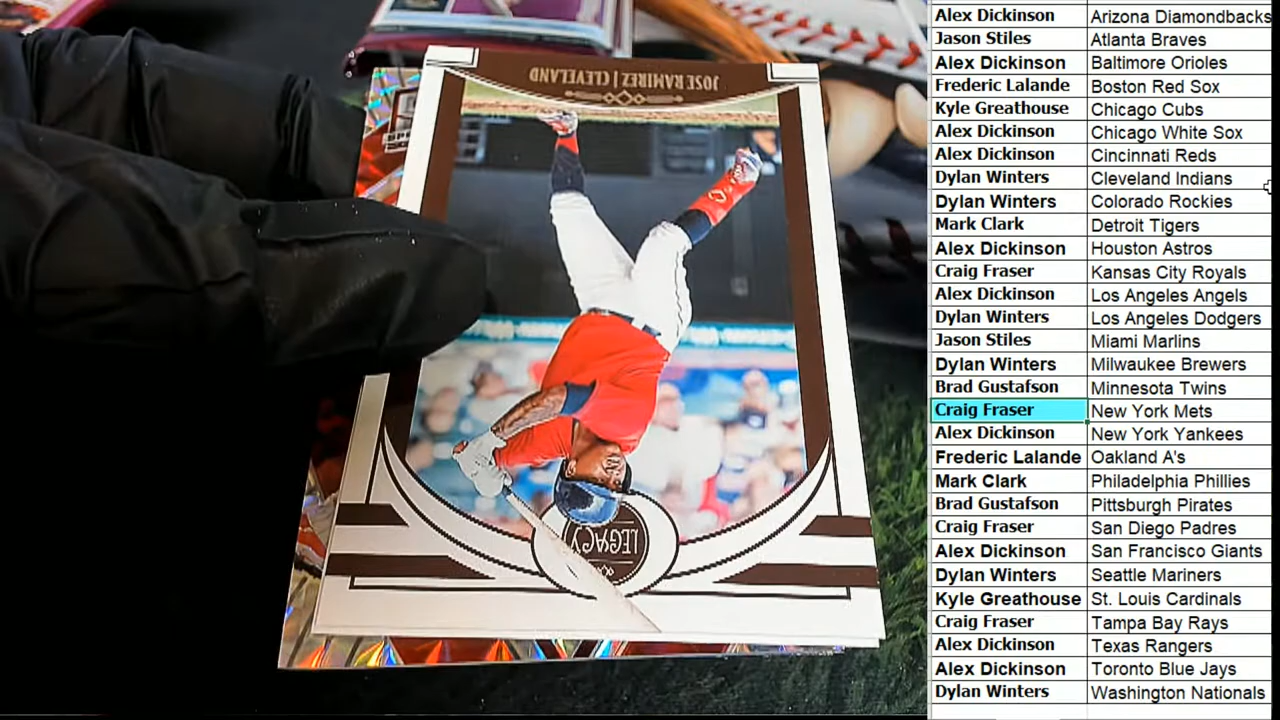 JOSE RAMIREZ | CLEVELAND
LEGACY
Alex Dickinson Arizona Diamondbacks
Jason Stiles Atlanta Braves
Alex Dickinson Baltimore Orioles
Frederic Lalande Boston Red Sox
Kyle Greathouse Chicago Cubs
Alex Dickinson Chicago White Sox
Alex Dickinson Cincinnati Reds
Dylan Winters Cleveland Indians
Dylan Winters Colorado Rockies
Mark Clark Detroit Tigers
Alex Dickinson Houston Astros
Craig Fraser Kansas City Royals
Alex Dickinson Los Angeles Angels
Dylan Winters Los Angeles Dodgers
Jason Stiles Miami Marlins
Dylan Winters Milwaukee Brewers
Brad Gustafson Minnesota Twins
Craig Fraser New York Mets
Alex Dickinson New York Yankees
Frederic Lalande Oakland A's
Mark Clark Philadelphia Phillies
Brad Gustafson Pittsburgh Pirates
Craig Fraser San Diego Padres
Alex Dickinson San Francisco Giants
Dylan Winters Seattle Mariners
Kyle Greathouse St. Louis Cardinals
Craig Fraser Tampa Bay Rays
Alex Dickinson Texas Rangers
Alex Dickinson Toronto Blue Jays
Dylan Winters Washington Nationals